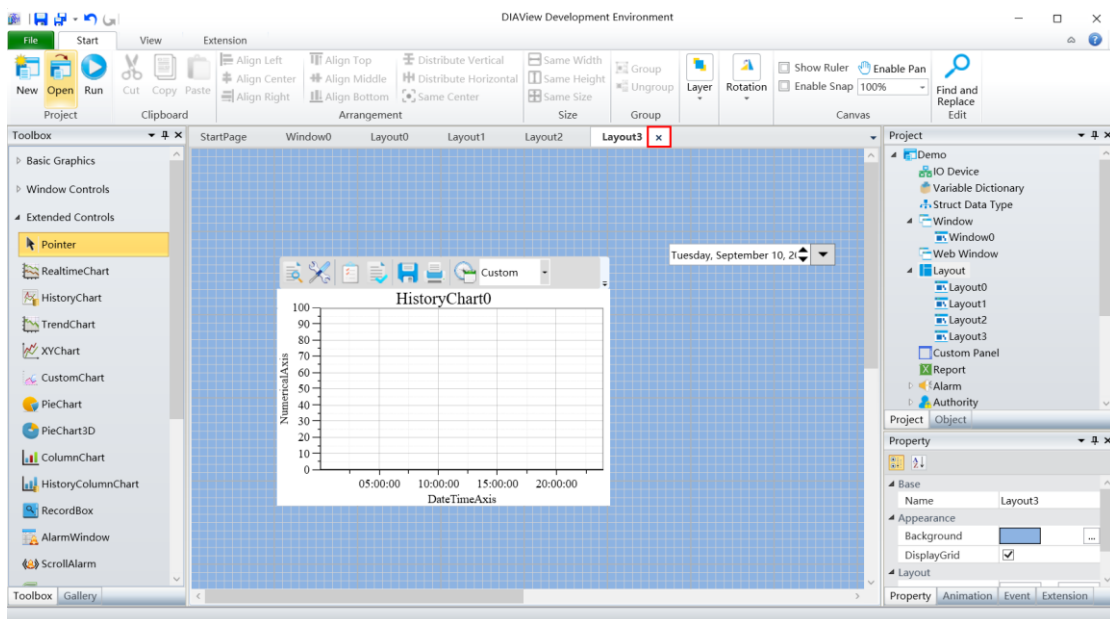 DIAView Development Environment
File Start View Extension
New Open Run
Project
Cut Copy Paste
Clipboard
Align Left Align Top Distribute Vertical
Align Center Align Middle Distribute Horizontal
Align Right Align Bottom Same Center
Arrangement
Same Width
Same Height
Same Size
Size
Group
Ungroup
Group
Layer Rotation
Show Ruler Enable Pan
Enable Snap 100%
Canvas
Find and
Replace
Edit
Toolbox
Basic Graphics
Window Controls
Extended Controls
Pointer
RealtimeChart
HistoryChart
TrendChart
XYChart
CustomChart
PieChart
PieChart3D
ColumnChart
HistoryColumnChart
RecordBox
AlarmWindow
ScrollAlarm
Toolbox Gallery
StartPage Window0 Layout0 Layout1 Layout2 Layout3 x
Tuesday, September 10, 2
Custom
HistoryChart0
100
90
80
70
60
50
40
30
20
10
0
NumericalAxis
05:00:00 10:00:00 15:00:00 20:00:00
DateTimeAxis
Project
Demo
IO Device
Variable Dictionary
Struct Data Type
Window
Window0
Web Window
Layout
Layout0
Layout1
Layout2
Layout3
Custom Panel
Report
Alarm
Authority
Project Object
Property
Base
Name Layout3
Appearance
Background ...
DisplayGrid
Layout
Property Animation Event Extension